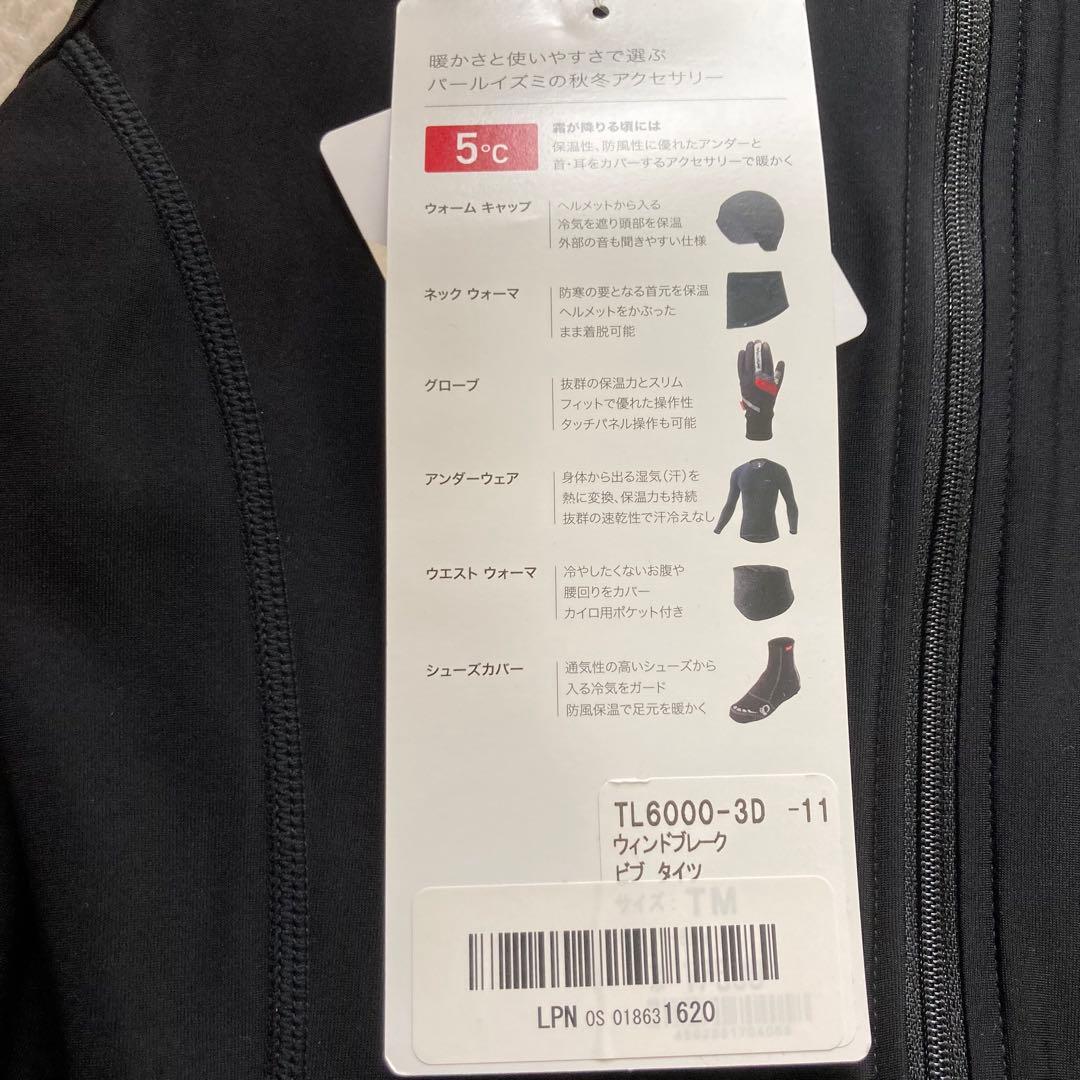 暖かさと使いやすさで選ぶ
パールイズミの秋冬アクセサリー
5°C
霜が降りる頃には
保温性、防風性に優れたアンダーと
首・耳をカバーするアクセサリーで暖かく
ウォーム キャップ
ヘルメットから入る
冷気を遮り頭部を保温
外部の音も聞きやすい仕様
ネック ウォーマ
防寒の要となる首元を保温
ヘルメットをかぶった
まま着脱可能
グローブ
抜群の保温力とスリム
フィットで優れた操作性
タッチパネル操作も可能
アンダーウェア
身体から出る湿気（汗）を
熱に変換、保温力も持続
抜群の速乾性で汗冷えなし
ウエスト ウォーマ
冷やしたくないお腹や
腰回りをカバー
カイロ用ポケット付き
シューズカバー
通気性の高いシューズから
入る冷気をガード
防風保温で足元を暖かく
TL6000-3D -11
ウィンドブレーク
ビブ タイツ
サイズ: TM
LPN OS 018631620